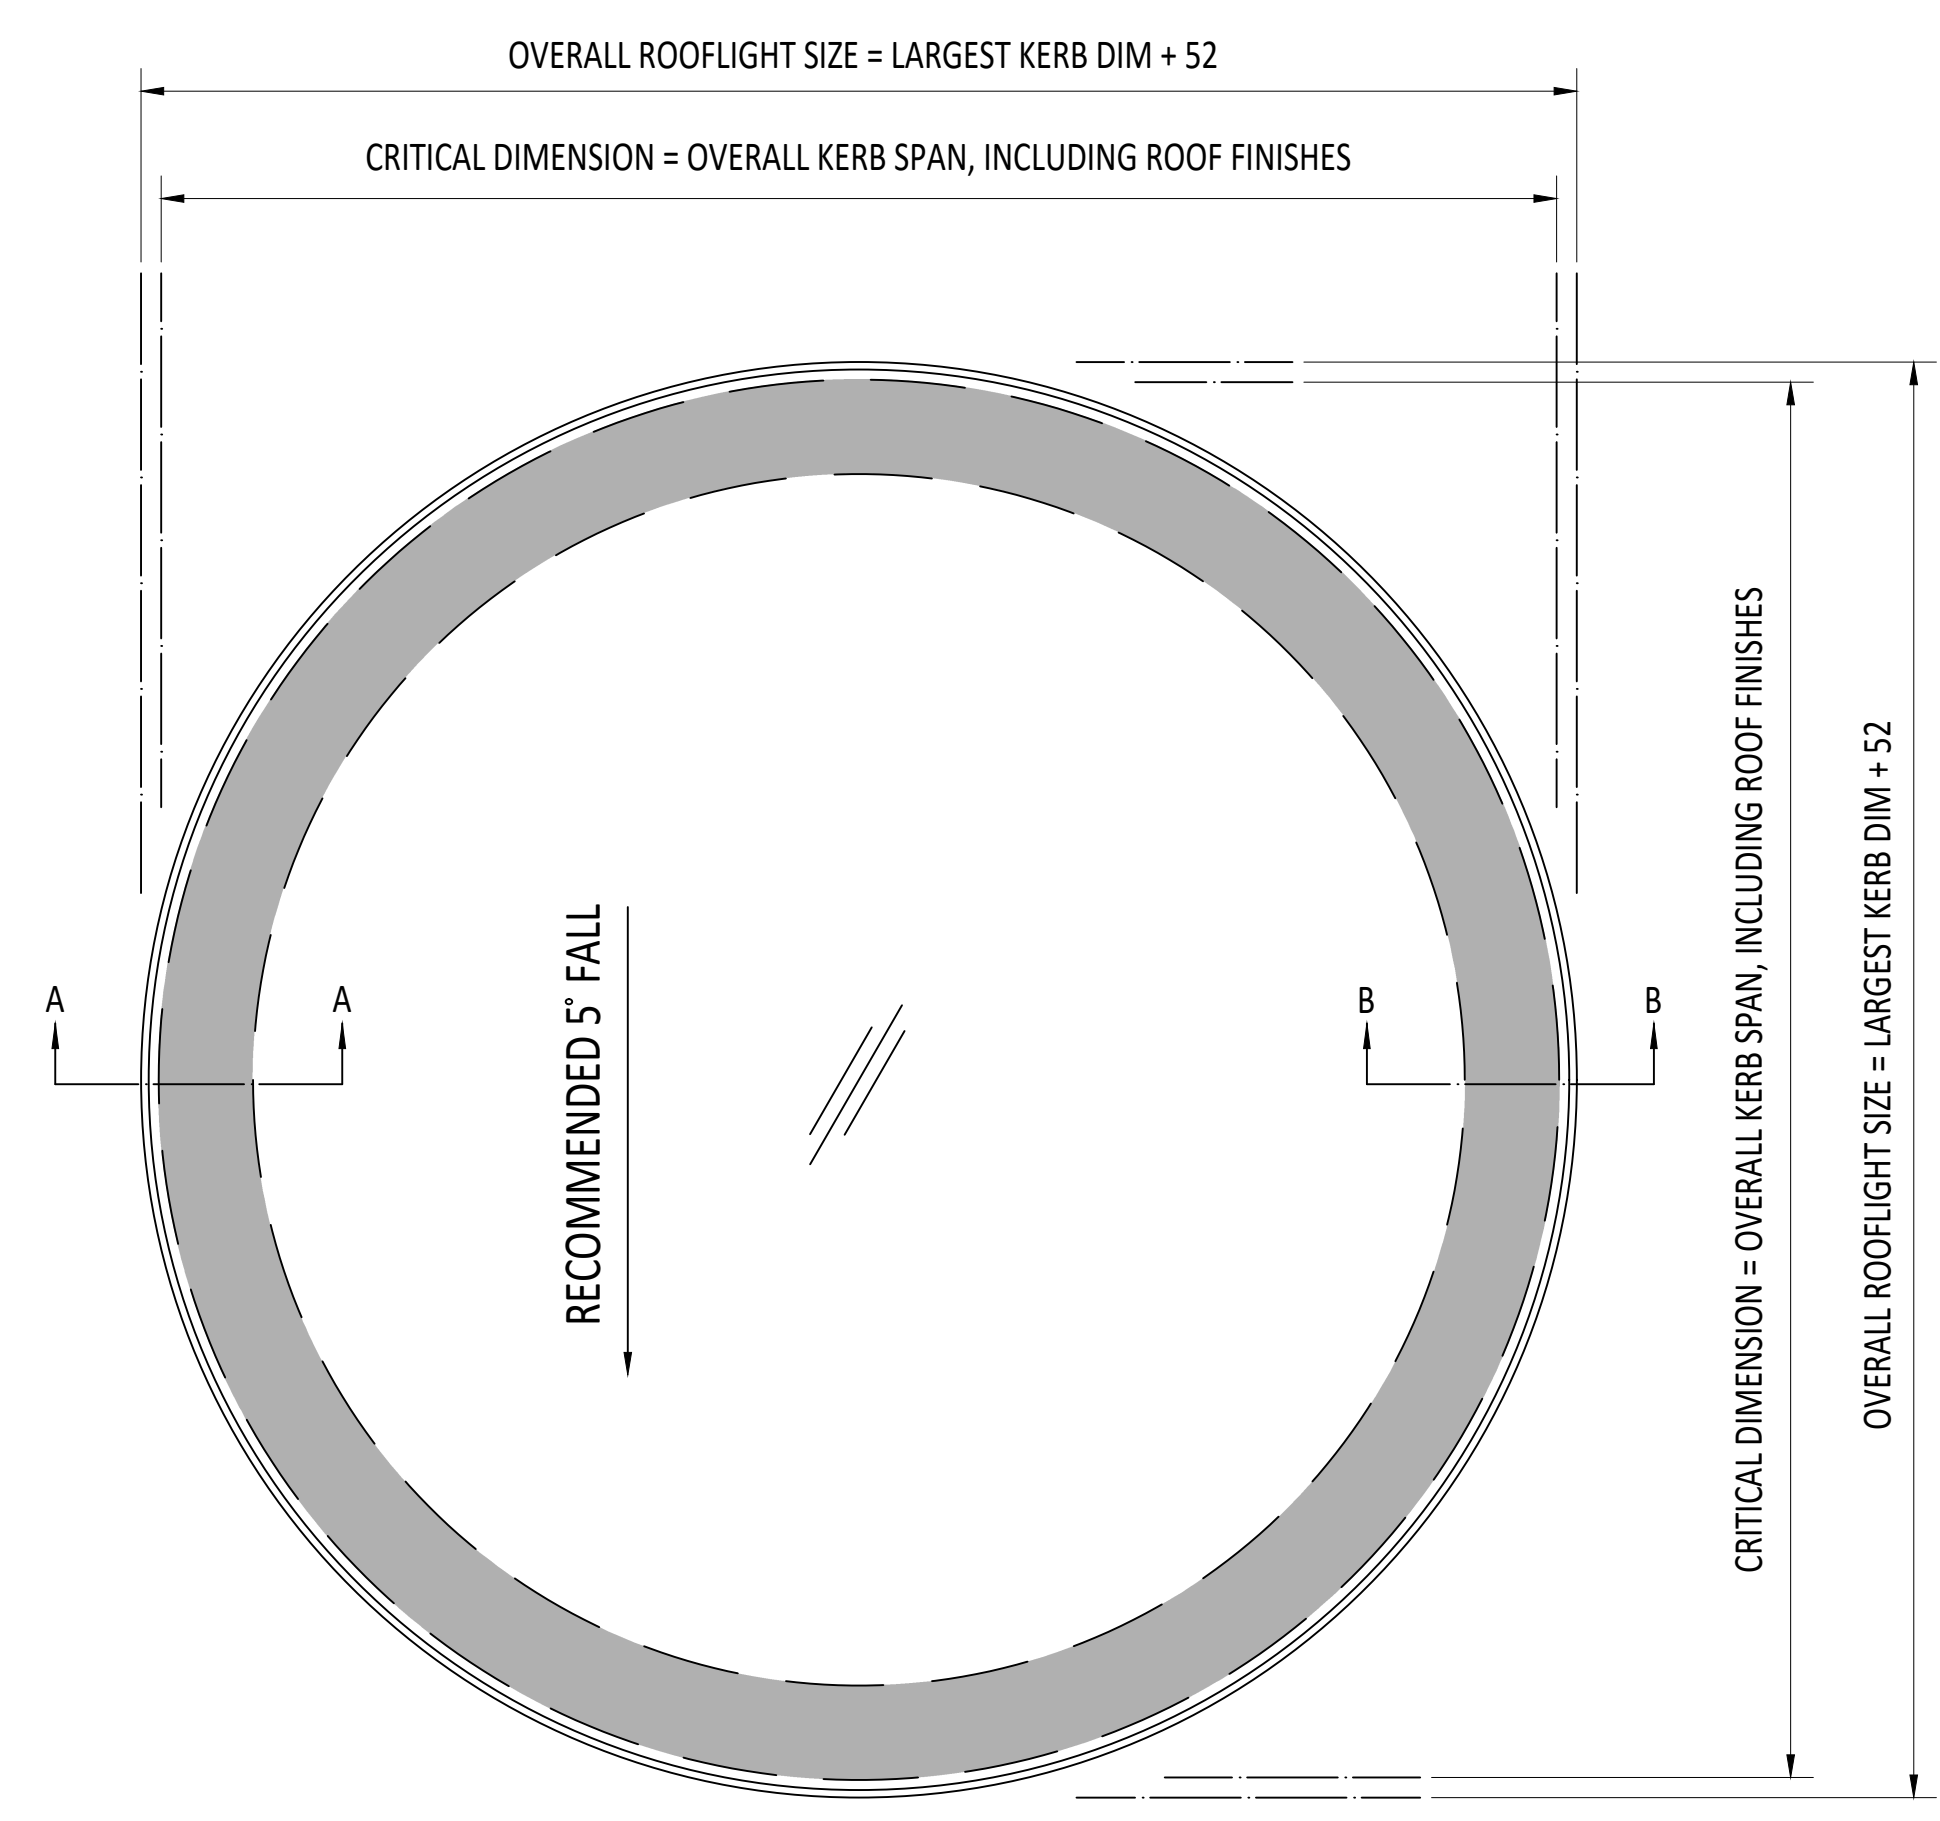 OVERALL ROOFLIGHT SIZE = LARGEST KERB DIM + 52
CRITICAL DIMENSION = OVERALL KERB SPAN, INCLUDING ROOF FINISHES
A
A
RECOMMENDED 5° FALL
B
B
CRITICAL DIMENSION = OVERALL KERB SPAN, INCLUDING ROOF FINISHES
OVERALL ROOFLIGHT SIZE = LARGEST KERB DIM + 52